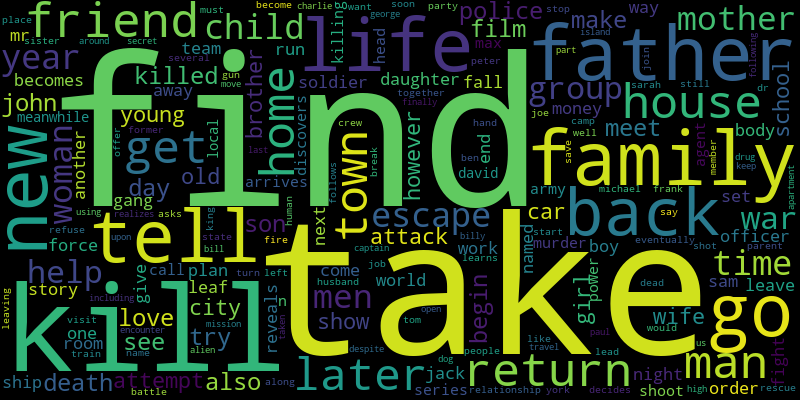 find
take
kill
life
father
family
back
go
tell
new
get
house
home
friend
child
mother
year
john
young
woman
killed
becomes
meanwhile
another
day
old
gang
local
help
story
give
call
plan
city
try
love
see
one
room
train
visit
leaf
also
death
ship
attempt
battle
name
alien
mission
encounter
including
leaving
force
using
realizes
asks
upon
state
bill
king
human
fire
turn
left
reveals
taken
men
show
later
jack
series
despite
along
husband
job
captain
come
world
tom
open
dog
people
relationship
york
decides
begin
learns
work
billy
attack
escape
town
next
son
however
end
david
discovers
arrives
brother
soldier
daughter
fall
together
finally
crew
break
follows
hand
ben
former
last
offer
refuse
away
team
run
head
killing
max
peter
film
police
make
way
stop
party
become
soon
george
charlie
want
must
mr
place
sister
around
secret
several
gun
move
group
money
meet
joe
camp
well
save
army
michael
frank
car
war
officer
murder
boy
named
start
eventually
shot
parent
girl
power
wife
sam
leave
time
man
night
shoot
order
high
rescue
fight
us
would
like
travel
lead
paul
dead
say
set
body
agent
member
drug
keep
apartment
school
dr
still
sarah
island
part
join
following
return